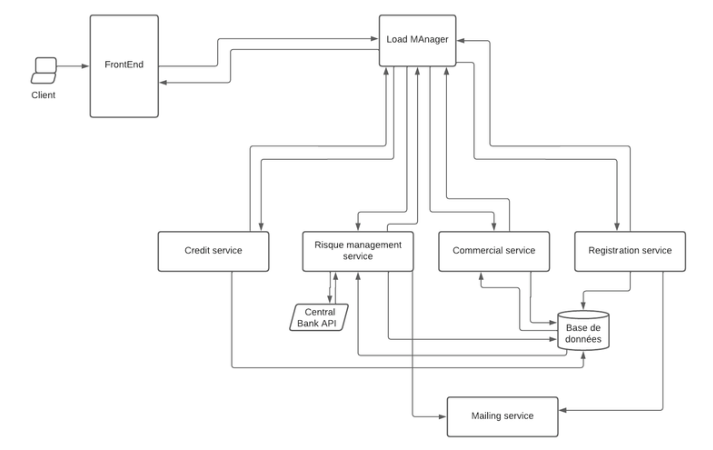 Load MAnager
FrontEnd
Client
Credit service
Risque management
service
Commercial service
Registration service
Central
Bank API
Base de
données
Mailing service